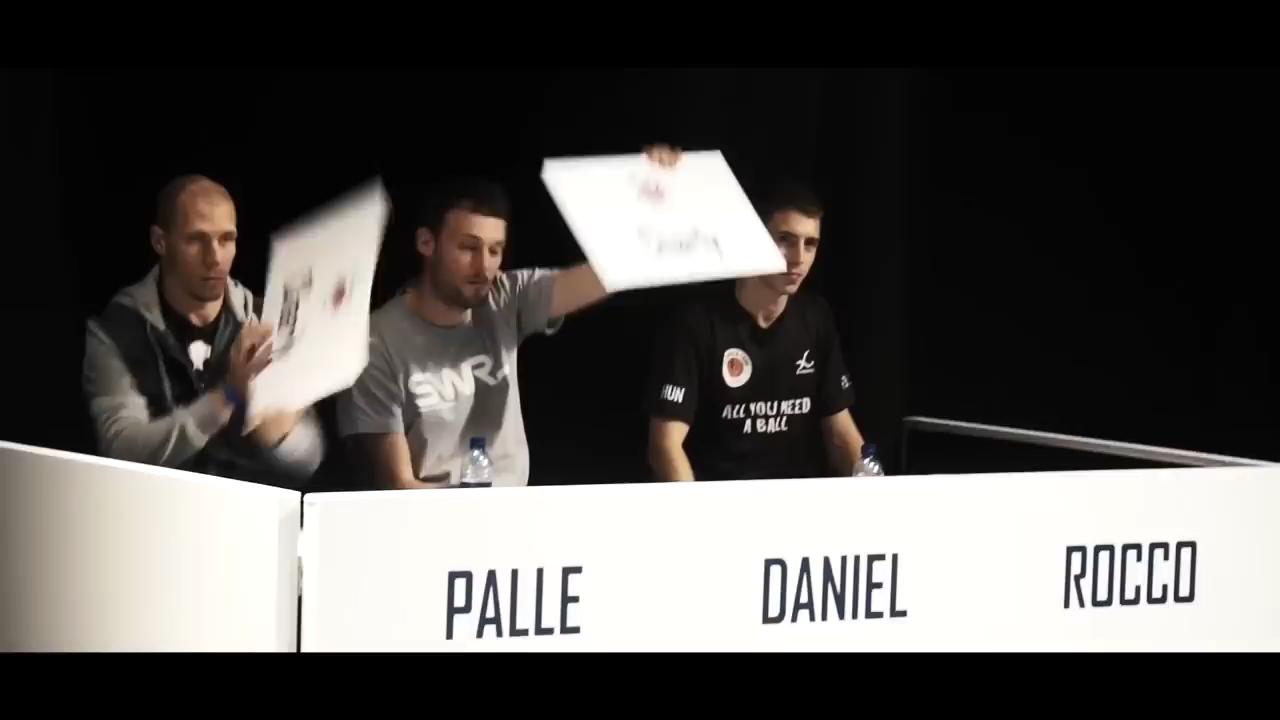 SWR
HUN
ALL YOU NEED
A BALL
PALLE
DANIEL
ROCCO